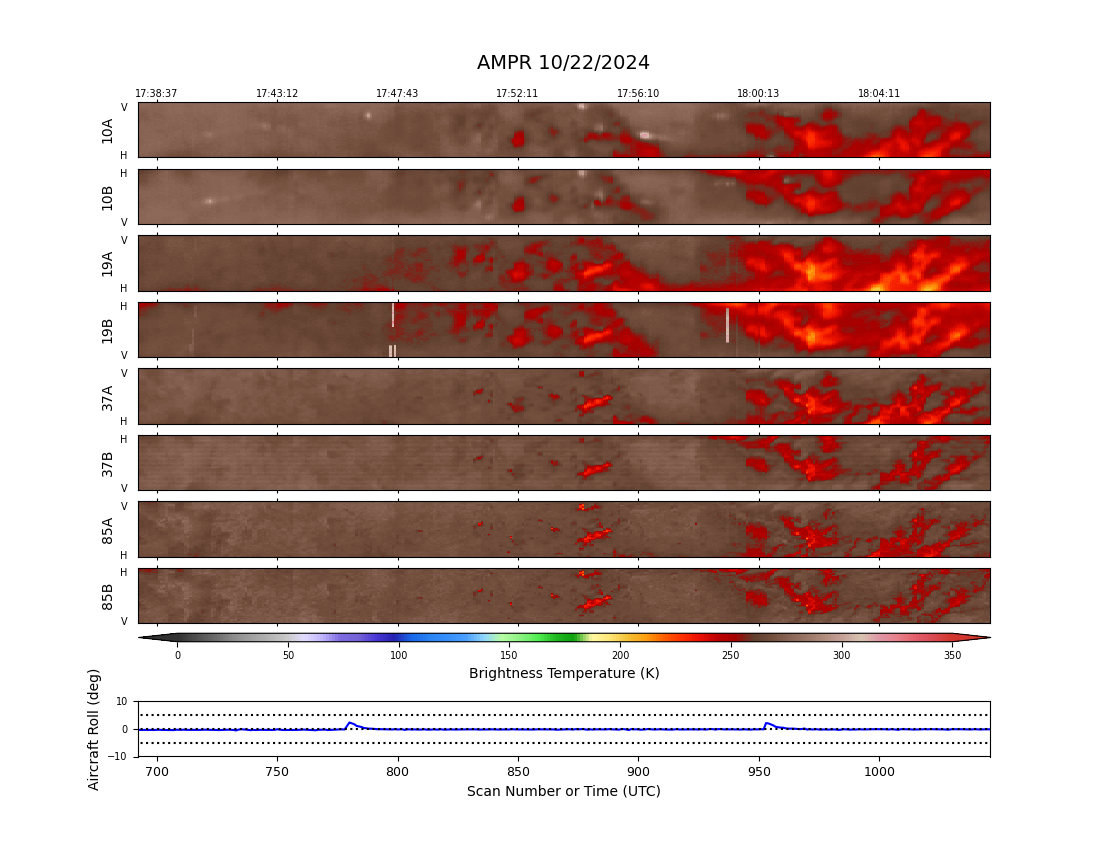 AMPR 10/22/2024
17:38:37 17:43:12 17:47:43 17:52:11 17:56:10 18:00:13 18:04:11
V
10A
H
H
10B
V
V
19A
H
H
19B
V
V
37A
H
H
37B
V
V
85A
H
H
85B
V
0 50 100 150 200 250 300 350
Brightness Temperature (K)
Aircraft Roll (deg)
10
0
−10
700 750 800 850 900 950 1000
Scan Number or Time (UTC)